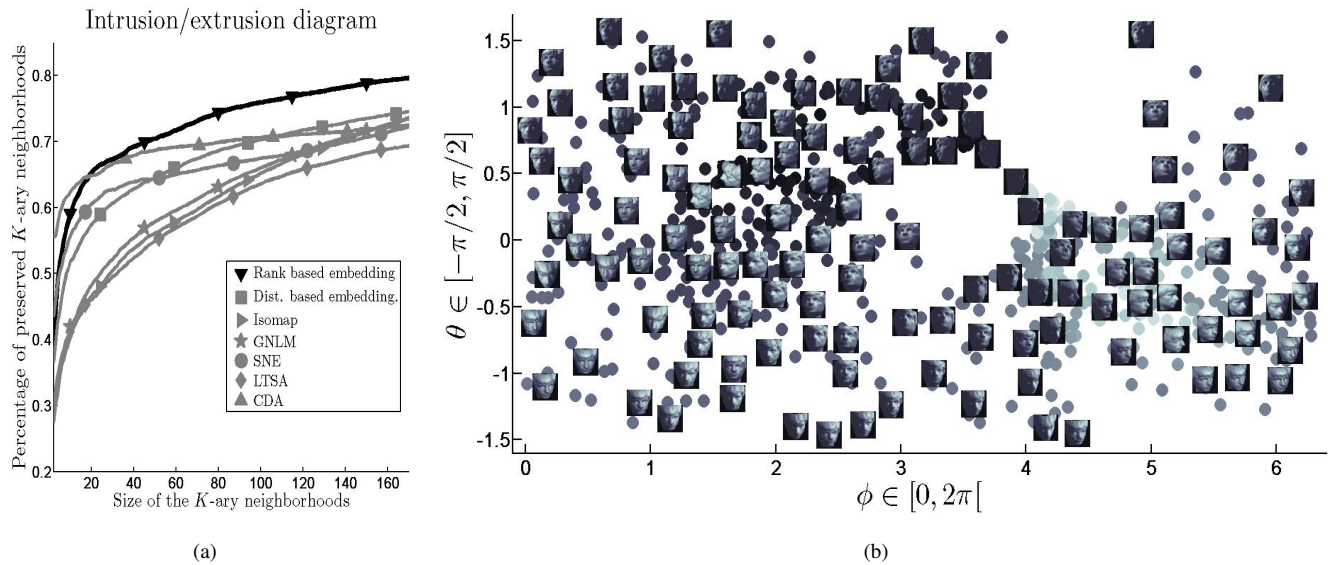 Intrusion/extrusion diagram
Percentage of preserved K-ary neighborhoods
0.8
0.7
0.6
0.5
0.4
0.3
0.2
Rank based embedding
Dist. based embedding.
Isomap
GNLM
SNE
LTSA
CDA
20 40 60 80 100 120 140 160
Size of the K-ary neighborhoods
(a)
θ ∈ [−π/2, π/2]
1.5
1
0.5
0
-0.5
-1
-1.5
0 1 2 3 4 5 6
ϕ ∈ [0, 2π[
(b)